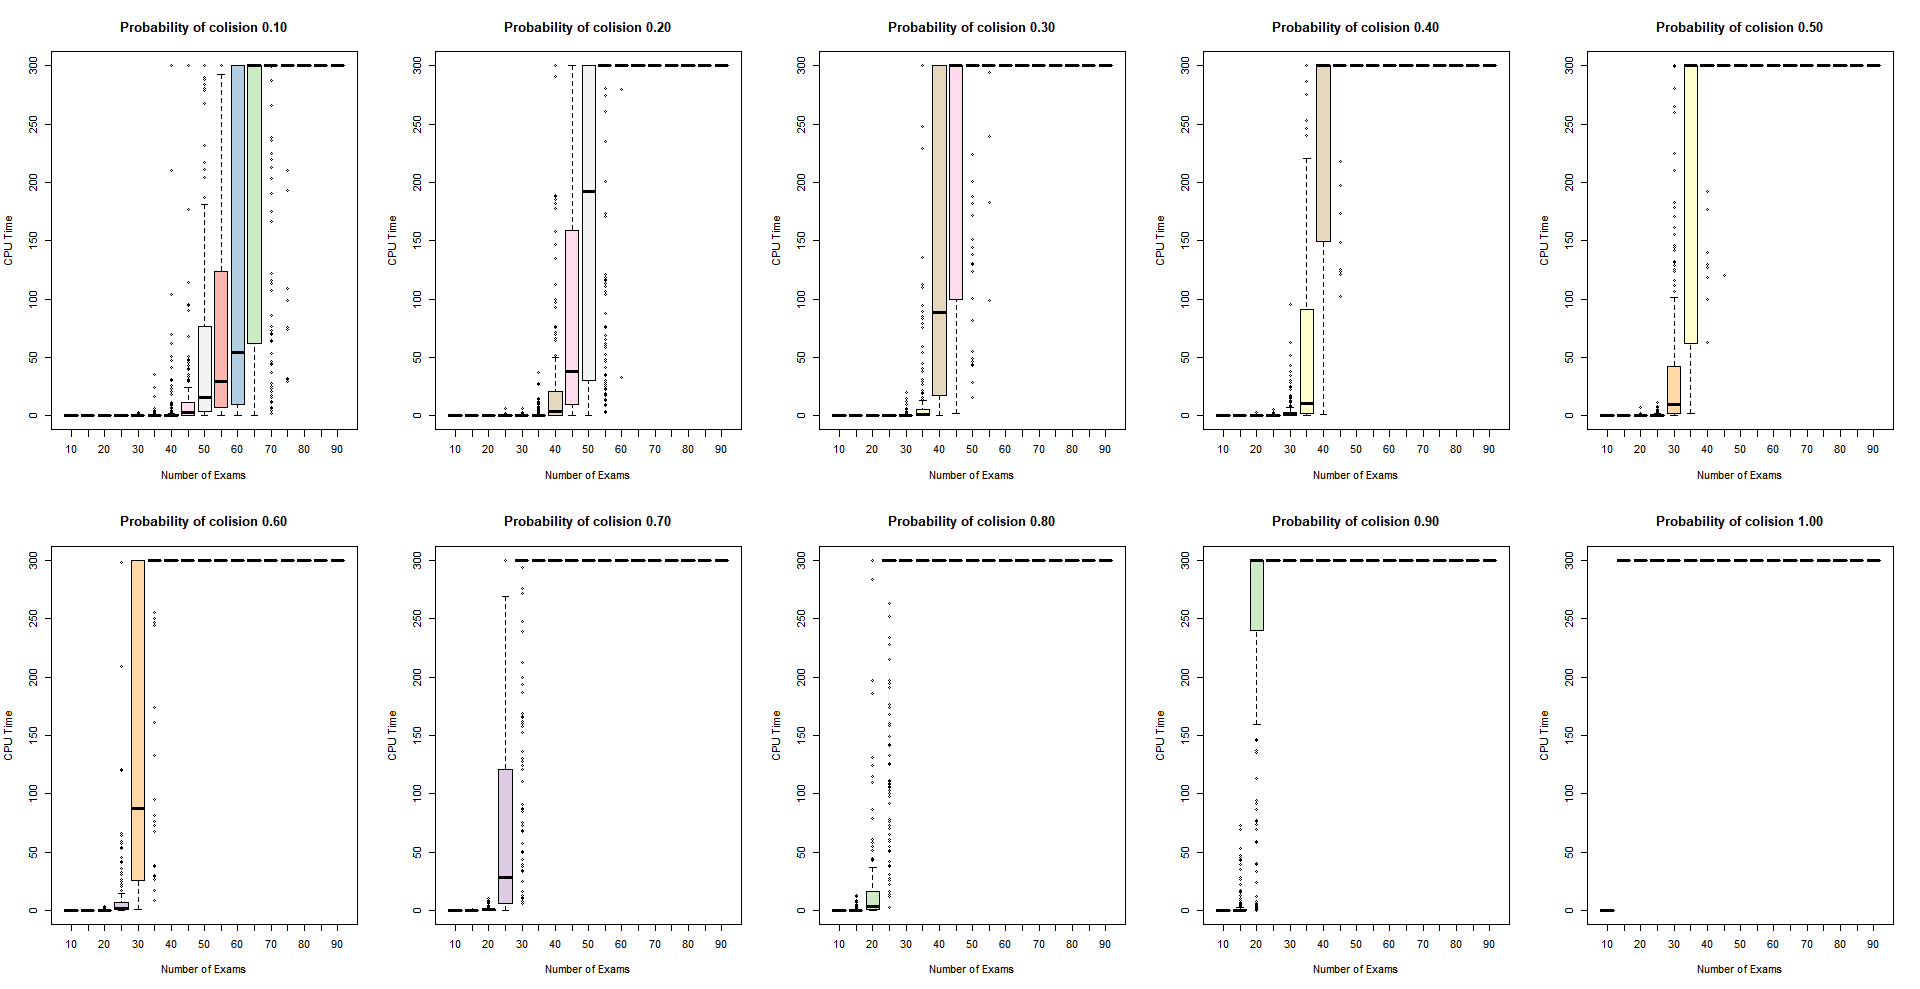 Probability of colision 0.10
300
250
200
150
100
50
0
CPU Time
10 20 30 40 50 60 70 80 90
Number of Exams
Probability of colision 0.20
300
250
200
150
100
50
0
CPU Time
10 20 30 40 50 60 70 80 90
Number of Exams
Probability of colision 0.30
300
250
200
150
100
50
0
CPU Time
10 20 30 40 50 60 70 80 90
Number of Exams
Probability of colision 0.40
300
250
200
150
100
50
0
CPU Time
10 20 30 40 50 60 70 80 90
Number of Exams
Probability of colision 0.50
300
250
200
150
100
50
0
CPU Time
10 20 30 40 50 60 70 80 90
Number of Exams
Probability of colision 0.60
300
250
200
150
100
50
0
CPU Time
10 20 30 40 50 60 70 80 90
Number of Exams
Probability of colision 0.70
300
250
200
150
100
50
0
CPU Time
10 20 30 40 50 60 70 80 90
Number of Exams
Probability of colision 0.80
300
250
200
150
100
50
0
CPU Time
10 20 30 40 50 60 70 80 90
Number of Exams
Probability of colision 0.90
300
250
200
150
100
50
0
CPU Time
10 20 30 40 50 60 70 80 90
Number of Exams
Probability of colision 1.00
300
250
200
150
100
50
0
CPU Time
10 20 30 40 50 60 70 80 90
Number of Exams